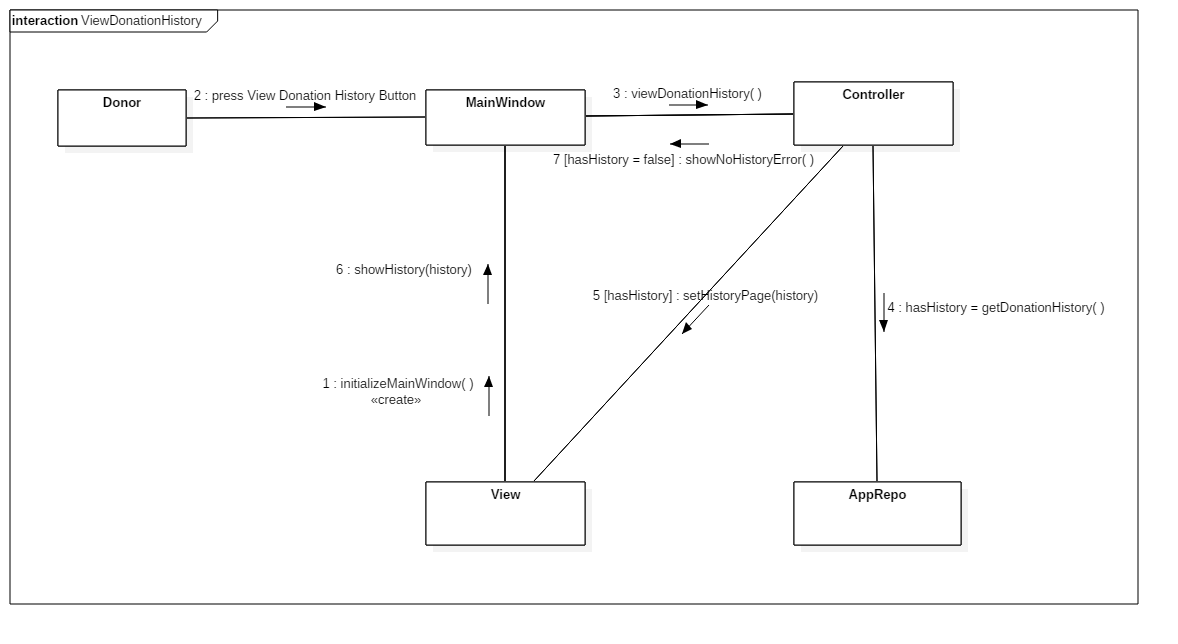 interaction ViewDonationHistory
Donor
2 : press View Donation History Button
MainWindow
3 : viewDonationHistory( )
Controller
7 [hasHistory = false] : showNoHistoryError( )
6 : showHistory(history)
5 [hasHistory] : setHistoryPage(history)
4 : hasHistory = getDonationHistory( )
1 : initializeMainWindow( )
«create»
View
AppRepo